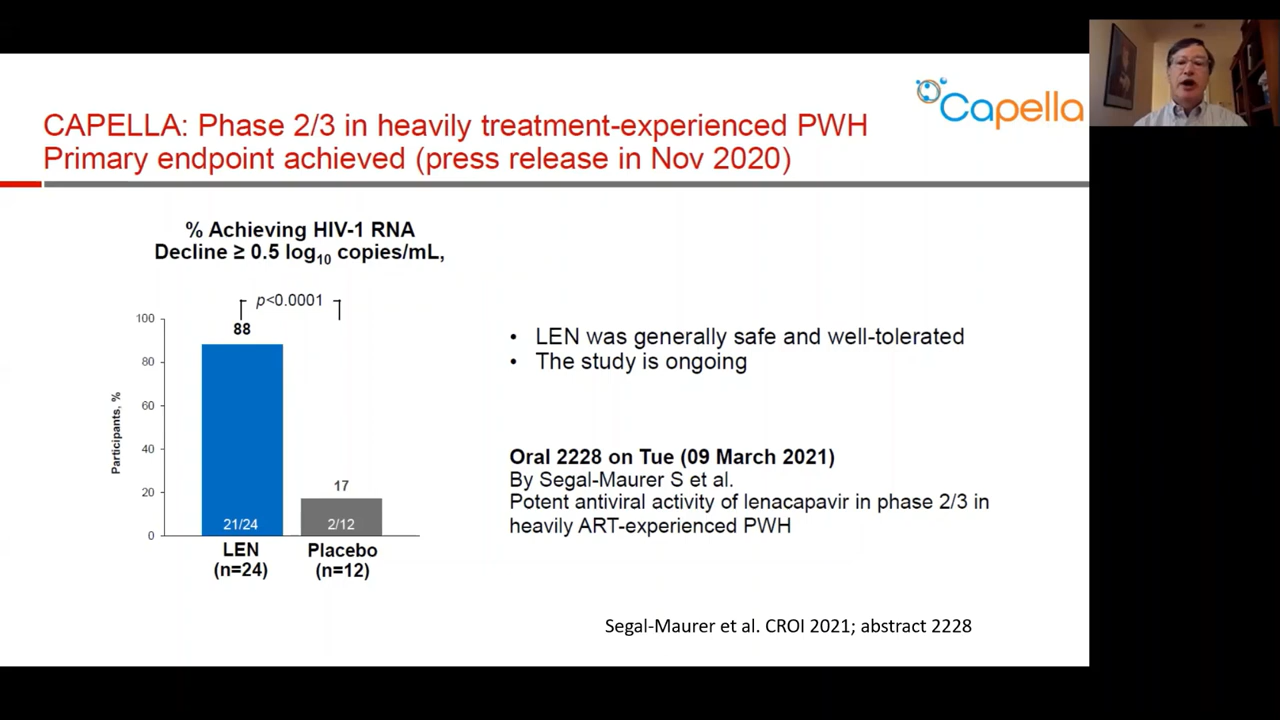 Capella
CAPELLA: Phase 2/3 in heavily treatment-experienced PWH
Primary endpoint achieved (press release in Nov 2020)
% Achieving HIV-1 RNA
Decline ≥ 0.5 log10 copies/mL,
p<0.0001
100
80
60
40
20
0
Participants, %
88
17
21/24
2/12
LEN
(n=24)
Placebo
(n=12)
• LEN was generally safe and well-tolerated
• The study is ongoing
Oral 2228 on Tue (09 March 2021)
By Segal-Maurer S et al.
Potent antiviral activity of lenacapavir in phase 2/3 in
heavily ART-experienced PWH
Segal-Maurer et al. CROI 2021; abstract 2228